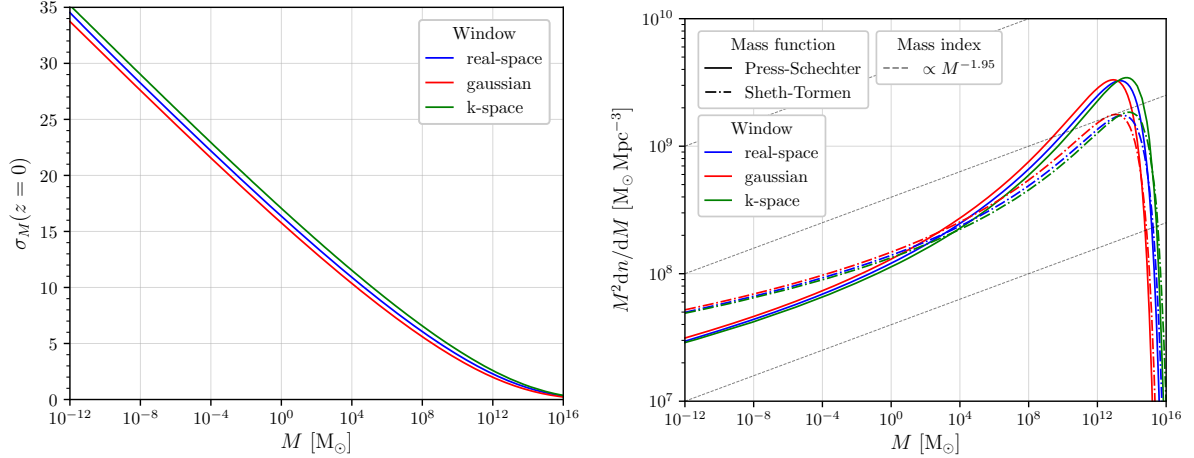 35
30
25
20
15
10
5
0
σ_M(z = 0)
Window
real-space
gaussian
k-space
10^−12 10^−8 10^−4 10^0 10^4 10^8 10^12 10^16
M [M_⊙]
10^10
10^9
10^8
10^7
M^2dn/dM [M_⊙ Mpc^−3]
Mass function
Press-Schechter
Sheth-Tormen
Mass index
∝ M^−1.95
Window
real-space
gaussian
k-space
10^−12 10^−8 10^−4 10^0 10^4 10^8 10^12 10^16
M [M_⊙]